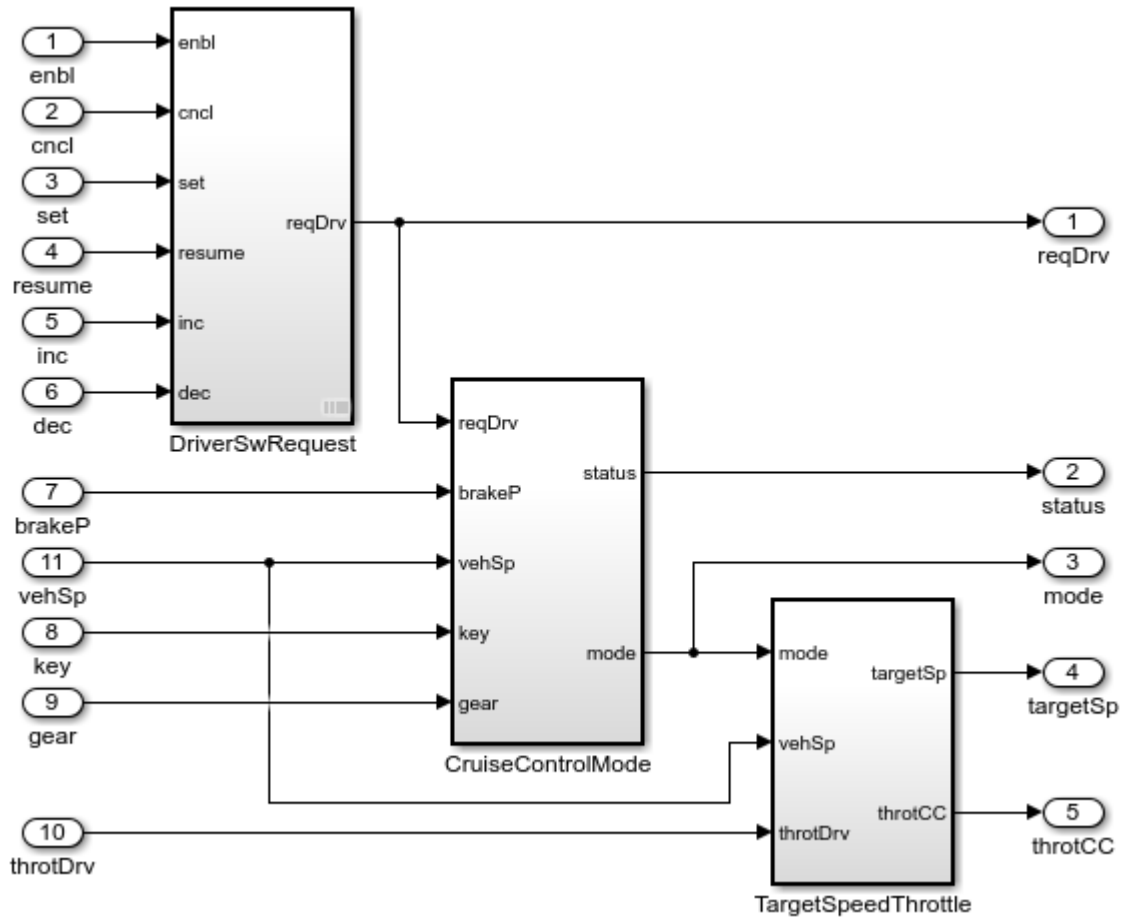 1
enbl
2
cncl
3
set
4
resume
5
inc
6
dec
enbl
cncl
set
resume
inc
dec
reqDrv
DriverSwRequest
1
reqDrv
7
brakeP
11
vehSp
8
key
9
gear
reqDrv
brakeP
vehSp
key
gear
status
mode
CruiseControlMode
2
status
3
mode
10
throtDrv
mode
vehSp
throtDrv
targetSp
throtCC
TargetSpeedThrottle
4
targetSp
5
throtCC